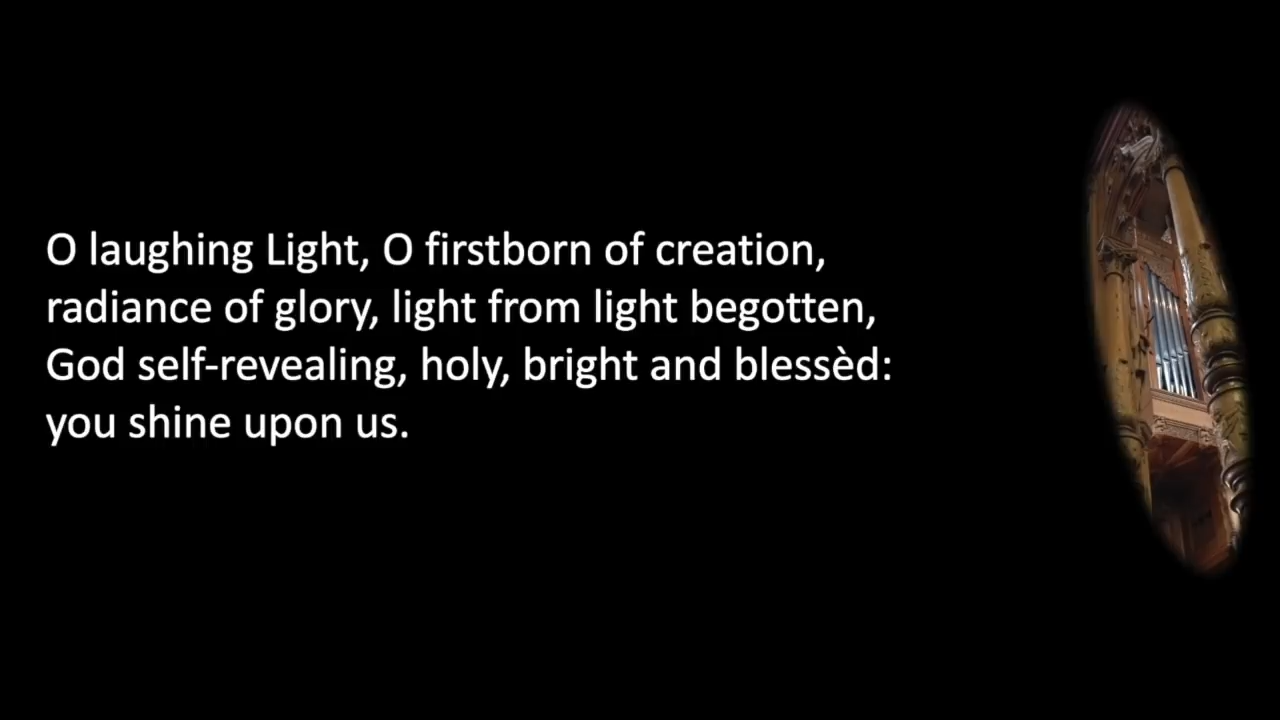 O laughing Light, O firstborn of creation,
radiance of glory, light from light begotten,
God self-revealing, holy, bright and blessèd:
you shine upon us.